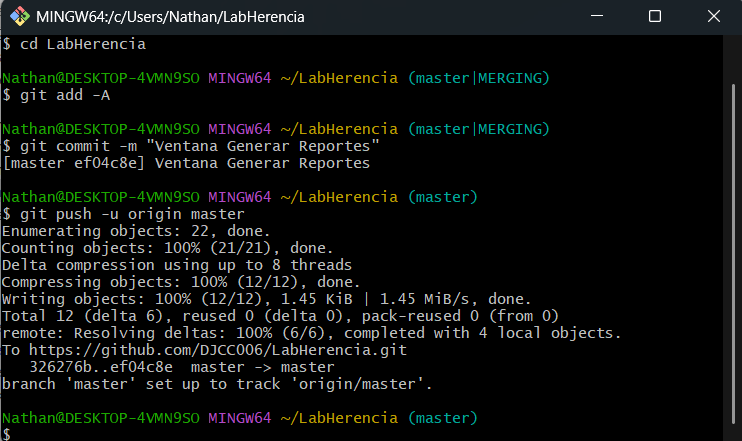 MINGW64:/c/Users/Nathan/LabHerencia
$ cd LabHerencia
Nathan@DESKTOP-4VMN9SO MINGW64 ~/LabHerencia (master|MERGING)
$ git add -A
Nathan@DESKTOP-4VMN9SO MINGW64 ~/LabHerencia (master|MERGING)
$ git commit -m "Ventana Generar Reportes"
[master ef04c8e] Ventana Generar Reportes
Nathan@DESKTOP-4VMN9SO MINGW64 ~/LabHerencia (master)
$ git push -u origin master
Enumerating objects: 22, done.
Counting objects: 100% (21/21), done.
Delta compression using up to 8 threads
Compressing objects: 100% (12/12), done.
Writing objects: 100% (12/12), 1.45 KiB | 1.45 MiB/s, done.
Total 12 (delta 6), reused 0 (delta 0), pack-reused 0 (from 0)
remote: Resolving deltas: 100% (6/6), completed with 4 local objects.
To https://github.com/DJCC006/LabHerencia.git
   326276b..ef04c8e  master -> master
branch 'master' set up to track 'origin/master'.
Nathan@DESKTOP-4VMN9SO MINGW64 ~/LabHerencia (master)
$